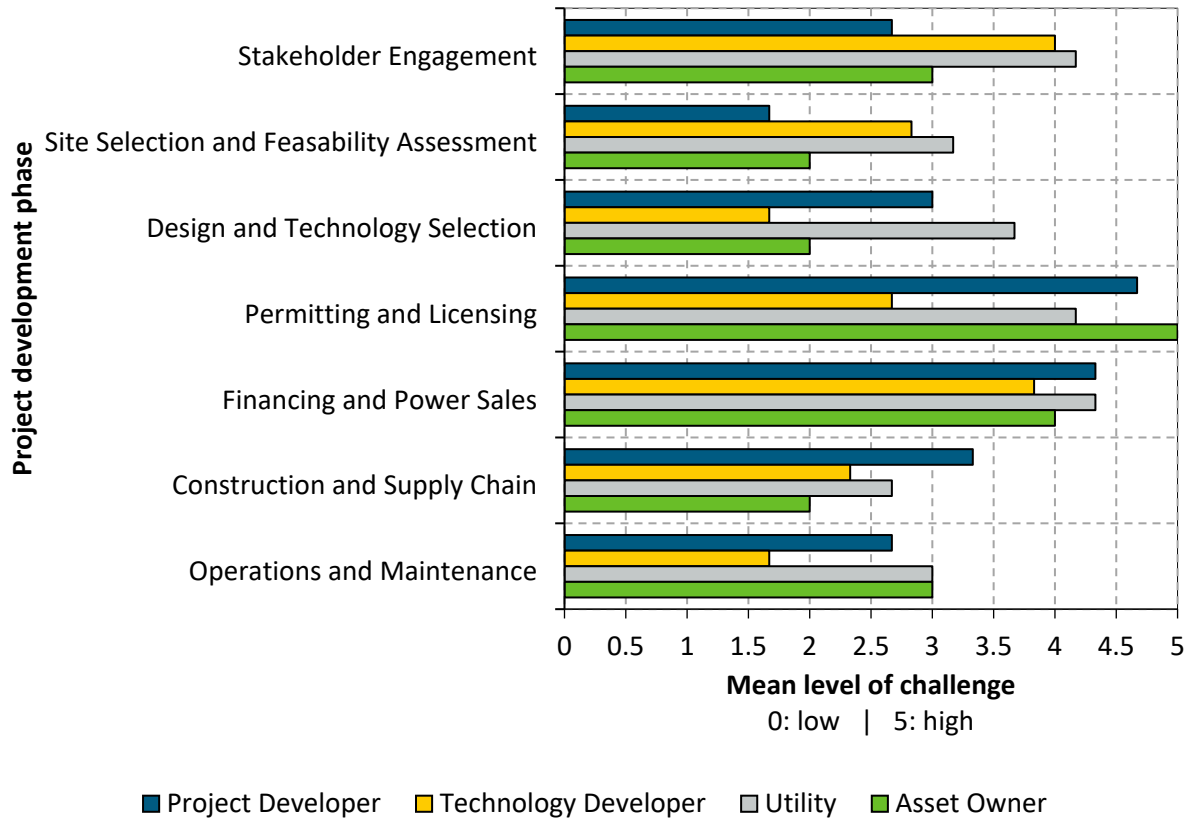 Project development phase
Stakeholder Engagement
Site Selection and Feasability Assessment
Design and Technology Selection
Permitting and Licensing
Financing and Power Sales
Construction and Supply Chain
Operations and Maintenance
0 0.5 1 1.5 2 2.5 3 3.5 4 4.5 5
Mean level of challenge
0: low | 5: high
Project Developer Technology Developer Utility Asset Owner